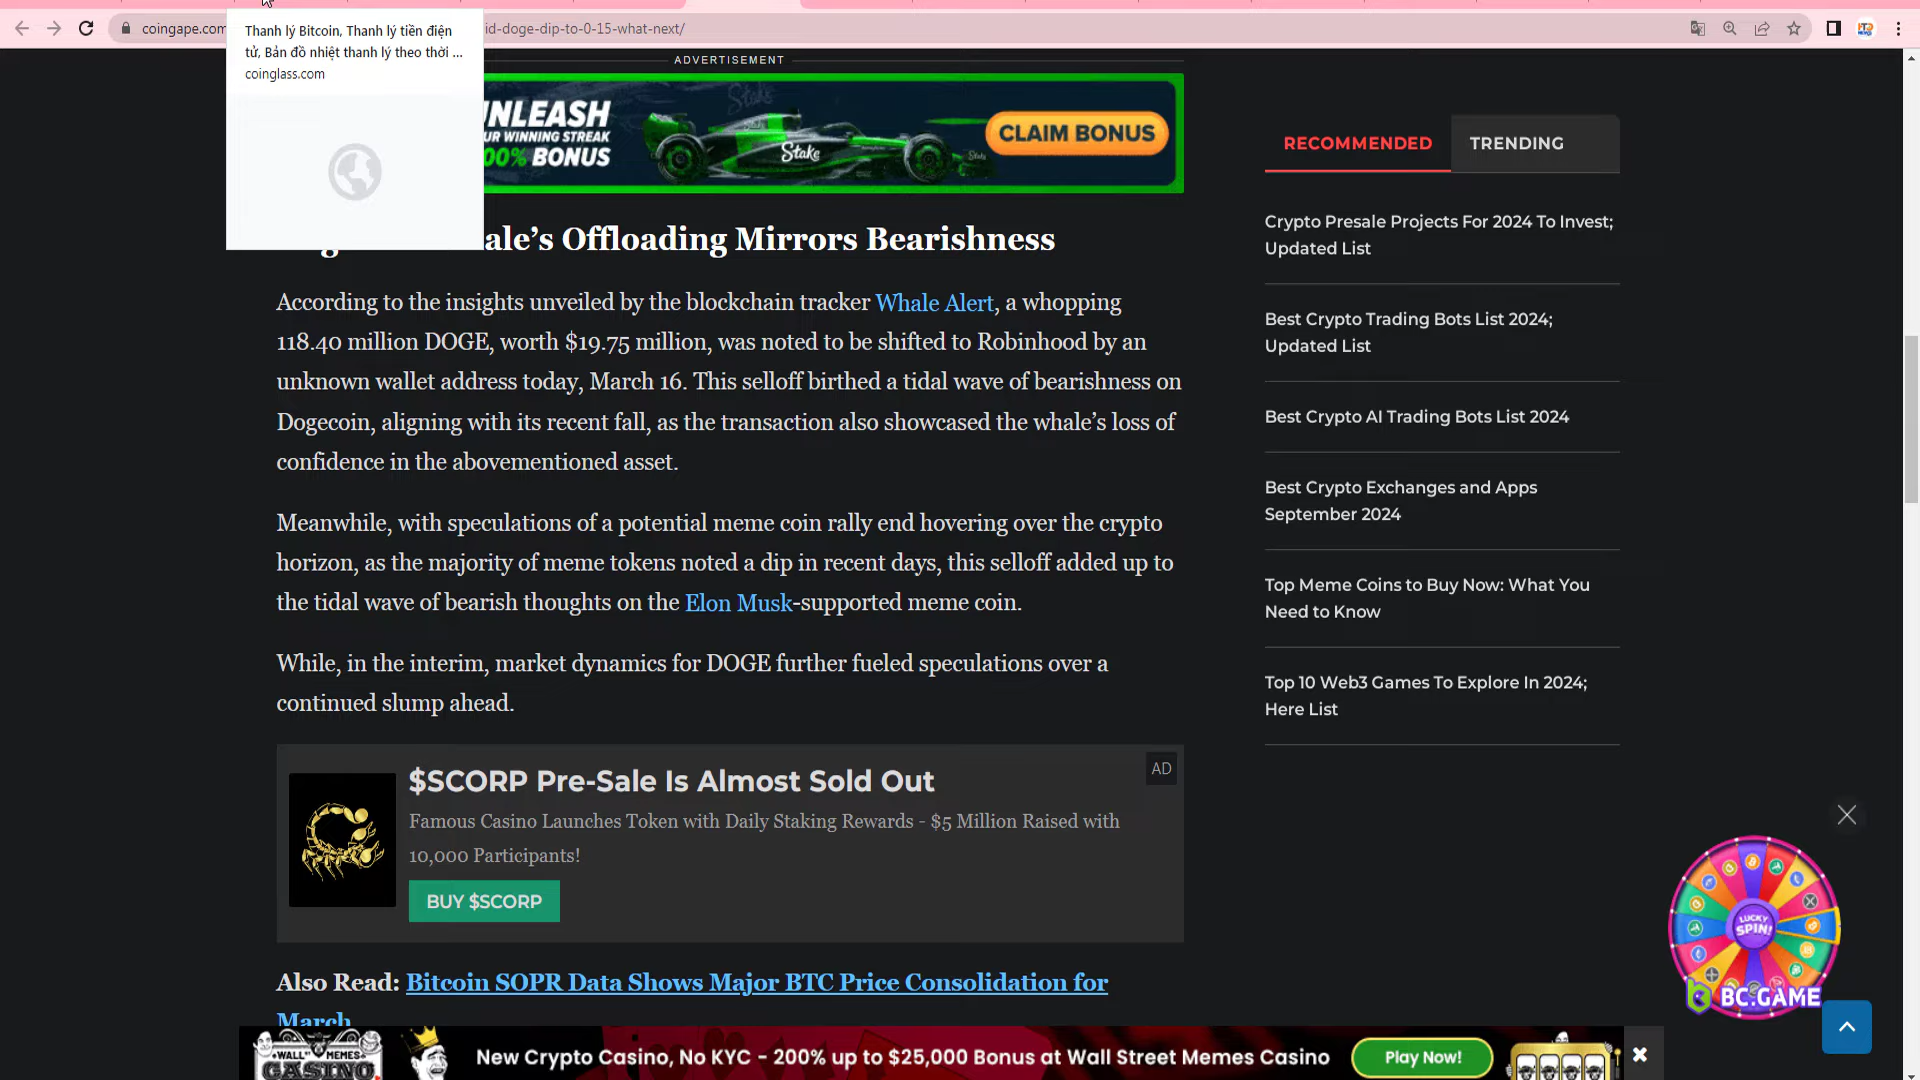 coingape.com
id-doge-dip-to-0-15-what-next/
Thanh lý Bitcoin, Thanh lý tiền điện
tử, Bản đồ nhiệt thanh lý theo thời ...
coinglass.com
ADVERTISEMENT
NLEASH
UR WINNING STREAK
00% BONUS
Stake
Stake
Stake
CLAIM BONUS
ale's Offloading Mirrors Bearishness
According to the insights unveiled by the blockchain tracker Whale Alert, a whopping
118.40 million DOGE, worth $19.75 million, was noted to be shifted to Robinhood by an
unknown wallet address today, March 16. This selloff birthed a tidal wave of bearishness on
Dogecoin, aligning with its recent fall, as the transaction also showcased the whale's loss of
confidence in the abovementioned asset.
Meanwhile, with speculations of a potential meme coin rally end hovering over the crypto
horizon, as the majority of meme tokens noted a dip in recent days, this selloff added up to
the tidal wave of bearish thoughts on the Elon Musk-supported meme coin.
While, in the interim, market dynamics for DOGE further fueled speculations over a
continued slump ahead.
$SCORP Pre-Sale Is Almost Sold Out
AD
Famous Casino Launches Token with Daily Staking Rewards - $5 Million Raised with
10,000 Participants!
BUY $SCORP
Also Read: Bitcoin SOPR Data Shows Major BTC Price Consolidation for
March
RECOMMENDED
TRENDING
Crypto Presale Projects For 2024 To Invest;
Updated List
Best Crypto Trading Bots List 2024;
Updated List
Best Crypto AI Trading Bots List 2024
Best Crypto Exchanges and Apps
September 2024
Top Meme Coins to Buy Now: What You
Need to Know
Top 10 Web3 Games To Explore In 2024;
Here List
LUCKY
SPIN!
BC.GAME
WALL ST MEMES
CASINO
New Crypto Casino, No KYC - 200% up to $25,000 Bonus at Wall Street Memes Casino
Play Now!